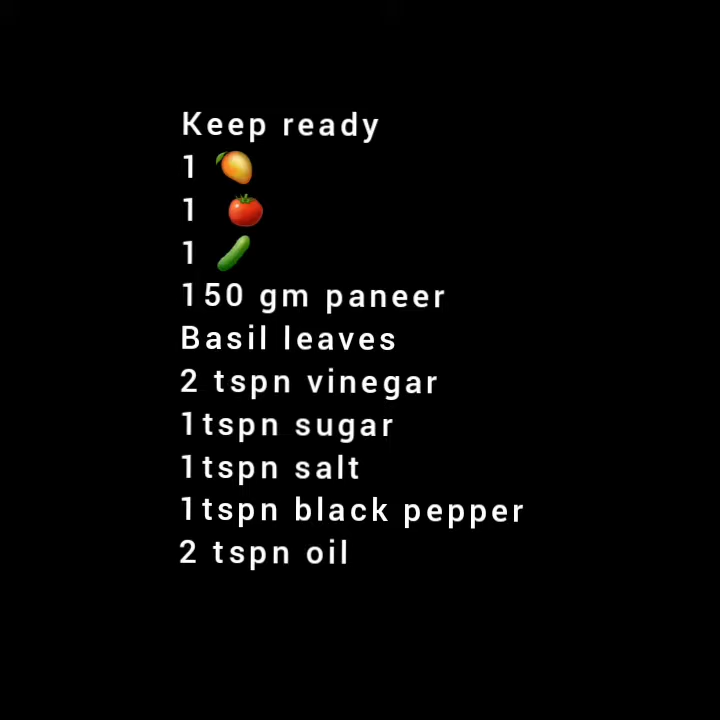 Keep ready
1 🥭
1 🍅
1 🥒
150 gm paneer
Basil leaves
2 tspn vinegar
1tspn sugar
1tspn salt
1tspn black pepper
2 tspn oil